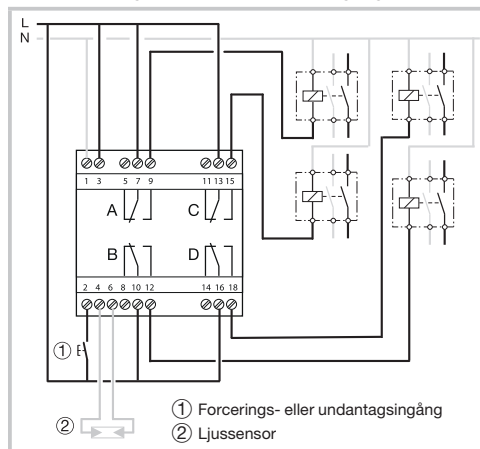 L
N
1 3 5 7 9 11 13 15
A C
B D
2 4 6 8 10 12 14 16 18
①
②
① Forcerings- eller undantagsingång
② Ljussensor